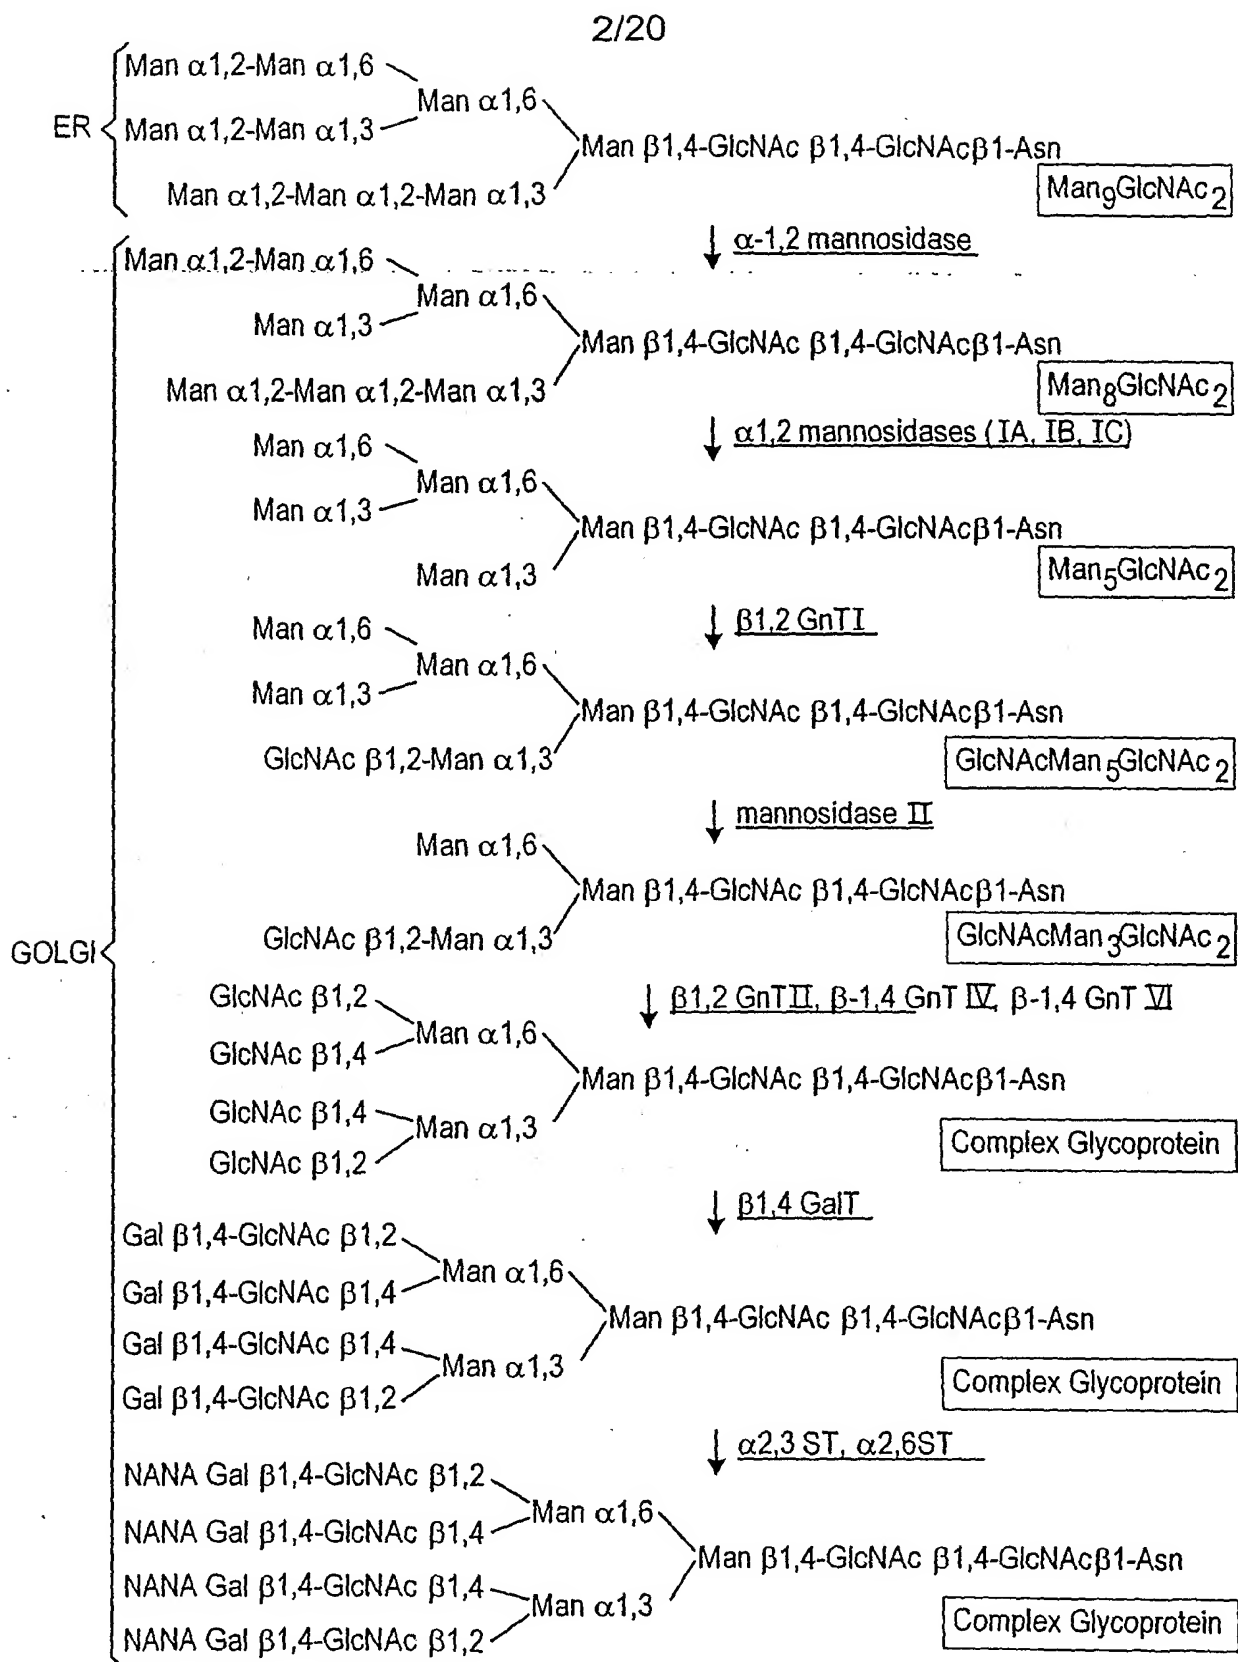 2/20
Man α1,2-Man α1,6
Man α1,6
ER
Man α1,2-Man α1,3
Man β1,4-GlcNAc β1,4-GlcNAcβ1-Asn
Man α1,2-Man α1,2-Man α1,3
Man9GlcNAc2
α-1,2 mannosidase
Man α1,2-Man α1,6
Man α1,6
Man α1,3
Man β1,4-GlcNAc β1,4-GlcNAcβ1-Asn
Man α1,2-Man α1,2-Man α1,3
Man8GlcNAc2
α1,2 mannosidases (IA, IB, IC)
Man α1,6
Man α1,6
Man α1,3
Man β1,4-GlcNAc β1,4-GlcNAcβ1-Asn
Man α1,3
Man5GlcNAc2
β1,2 GnTI
Man α1,6
Man α1,6
Man α1,3
Man β1,4-GlcNAc β1,4-GlcNAcβ1-Asn
GlcNAc β1,2-Man α1,3
GlcNAcMan5GlcNAc2
mannosidase II
Man α1,6
Man β1,4-GlcNAc β1,4-GlcNAcβ1-Asn
GlcNAc β1,2-Man α1,3
GlcNAcMan3GlcNAc2
GOLGI
β1,2 GnTII, β-1,4 GnT IV, β-1,4 GnT VI
GlcNAc β1,2
Man α1,6
GlcNAc β1,4
Man β1,4-GlcNAc β1,4-GlcNAcβ1-Asn
GlcNAc β1,4
Man α1,3
GlcNAc β1,2
Complex Glycoprotein
β1,4 GalT
Gal β1,4-GlcNAc β1,2
Man α1,6
Gal β1,4-GlcNAc β1,4
Man β1,4-GlcNAc β1,4-GlcNAcβ1-Asn
Gal β1,4-GlcNAc β1,4
Man α1,3
Gal β1,4-GlcNAc β1,2
Complex Glycoprotein
α2,3 ST, α2,6ST
NANA Gal β1,4-GlcNAc β1,2
Man α1,6
NANA Gal β1,4-GlcNAc β1,4
Man β1,4-GlcNAc β1,4-GlcNAcβ1-Asn
NANA Gal β1,4-GlcNAc β1,4
Man α1,3
NANA Gal β1,4-GlcNAc β1,2
Complex Glycoprotein